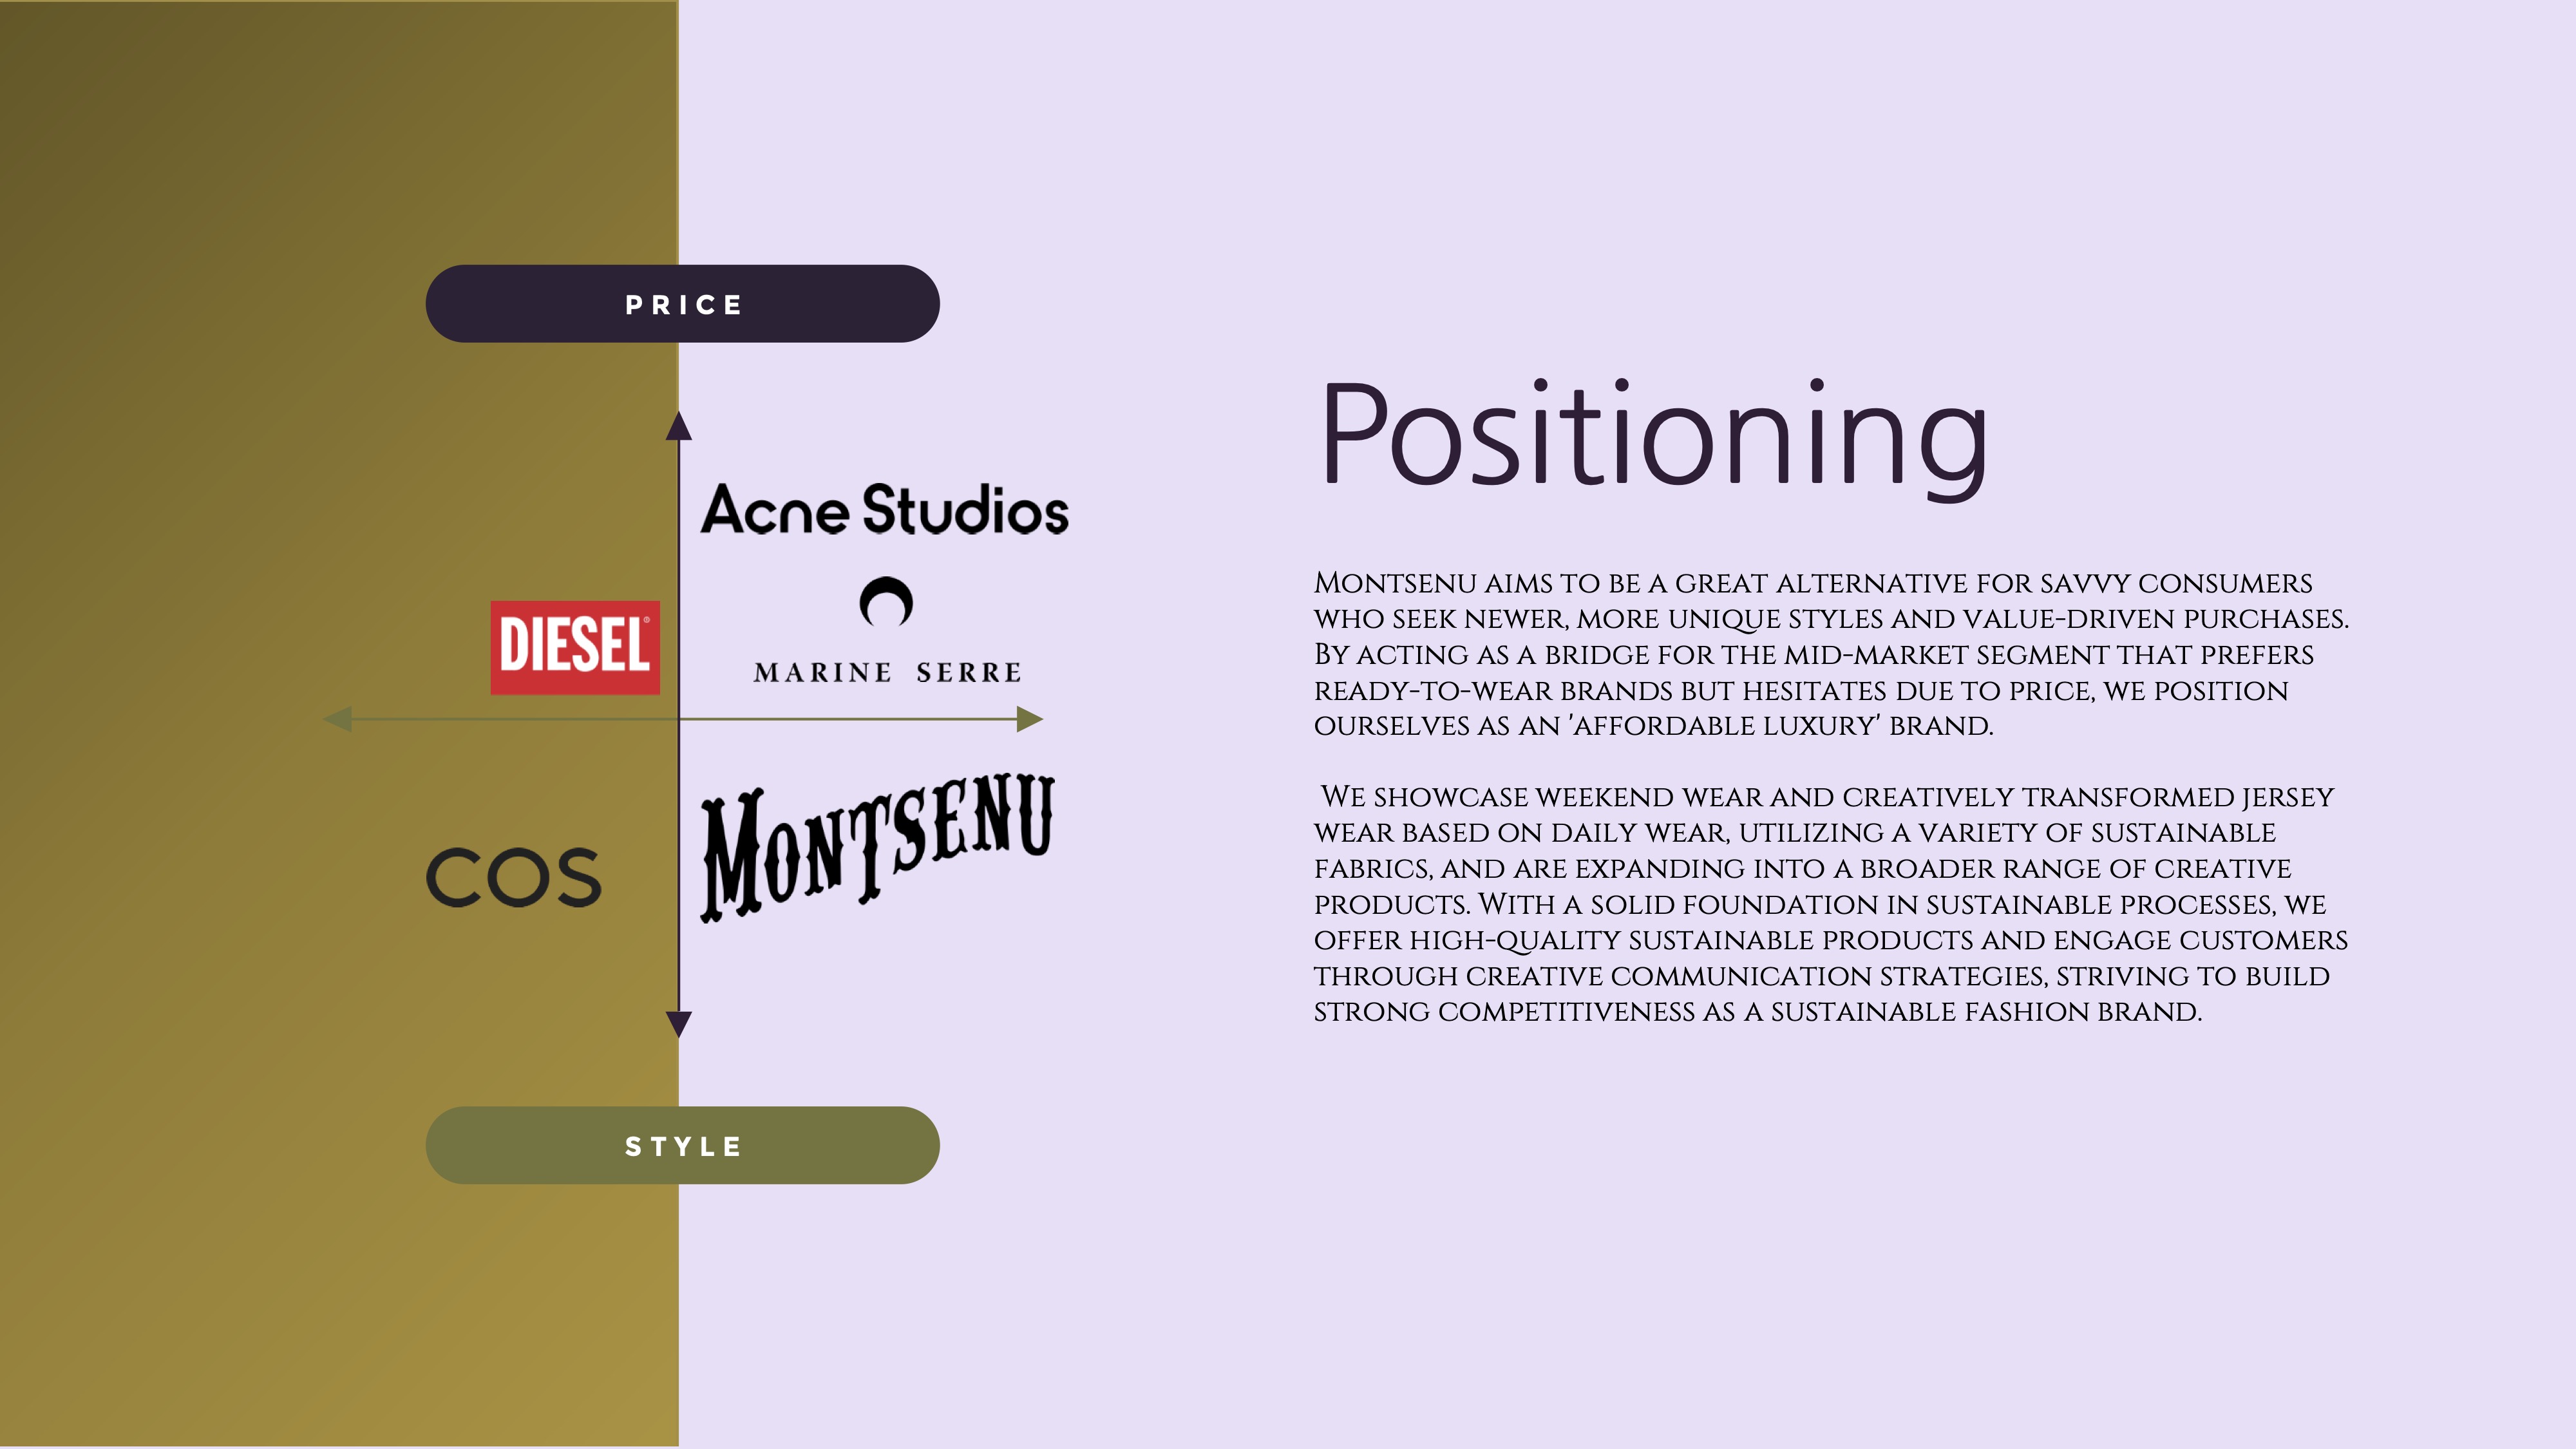 PRICE
Acne Studios
DIESEL®
MARINE SERRE
MONTSENU
COS
STYLE
Positioning
Montsenu aims to be a great alternative for savvy consumers
who seek newer, more unique styles and value-driven purchases.
By acting as a bridge for the mid-market segment that prefers
ready-to-wear brands but hesitates due to price, we position
ourselves as an 'affordable luxury' brand.
We showcase weekend wear and creatively transformed jersey
wear based on daily wear, utilizing a variety of sustainable
fabrics, and are expanding into a broader range of creative
products. With a solid foundation in sustainable processes, we
offer high-quality sustainable products and engage customers
through creative communication strategies, striving to build
strong competitiveness as a sustainable fashion brand.